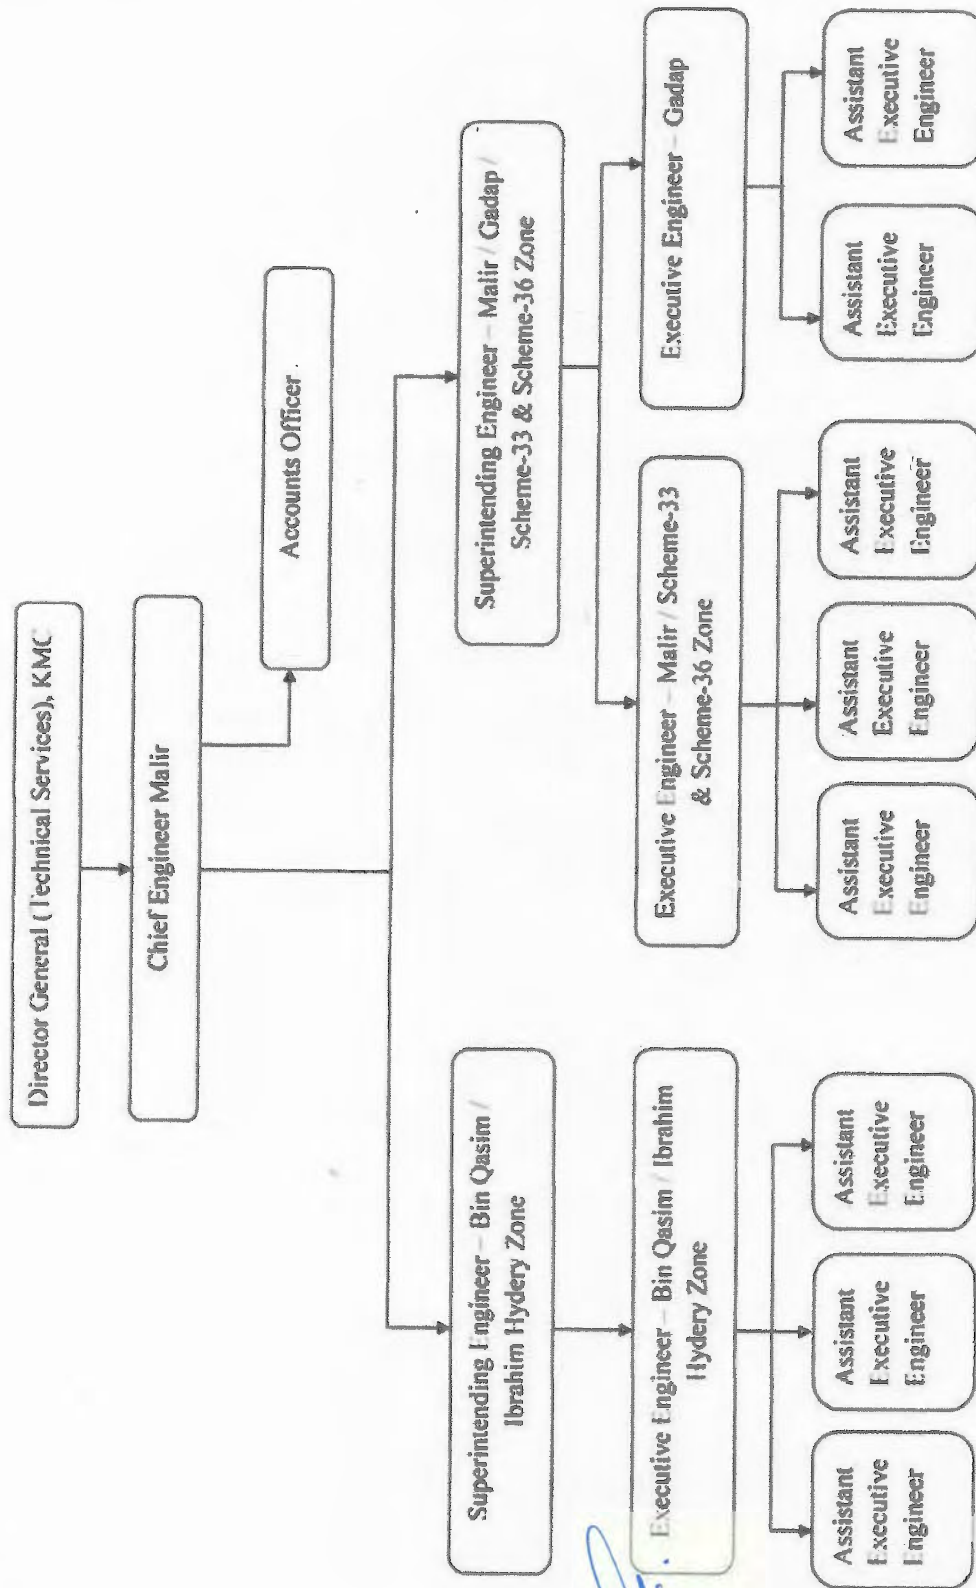 Director General (Technical Services), KMC
Chief Engineer Malir
Accounts Officer
Superintending Engineer – Bin Qasim /
Ibrahim Hydery Zone
Superintending Engineer – Malir / Gadap /
Scheme-33 & Scheme-36 Zone
Executive Engineer – Bin Qasim / Ibrahim
Hydery Zone
Executive Engineer – Malir / Scheme-33
& Scheme-36 Zone
Executive Engineer – Gadap
Assistant
Executive
Engineer
Assistant
Executive
Engineer
Assistant
Executive
Engineer
Assistant
Executive
Engineer
Assistant
Executive
Engineer
Assistant
Executive
Engineer
Assistant
Executive
Engineer
Assistant
Executive
Engineer